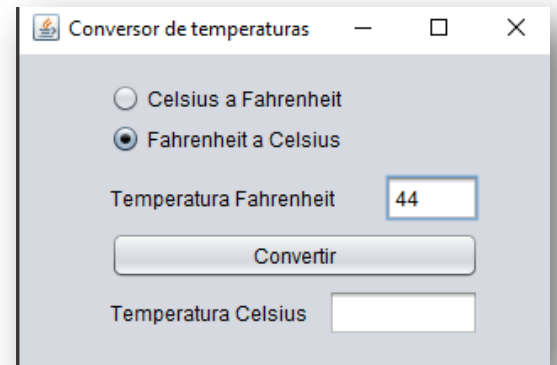 Conversor de temperaturas
Celsius a Fahrenheit
Fahrenheit a Celsius
Temperatura Fahrenheit 44
Convertir
Temperatura Celsius